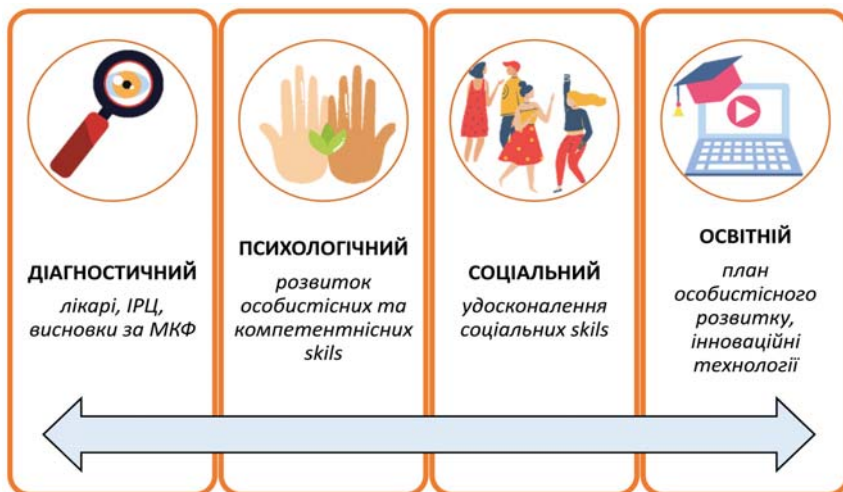 ДІАГНОСТИЧНИЙ
лікарі, ІРЦ,
висновки за МКФ
ПСИХОЛОГІЧНИЙ
розвиток
особистісних та
компетентнісних
skils
СОЦІАЛЬНИЙ
удосконалення
соціальних skils
ОСВІТНІЙ
план
особистісного
розвитку,
інноваційні
технології